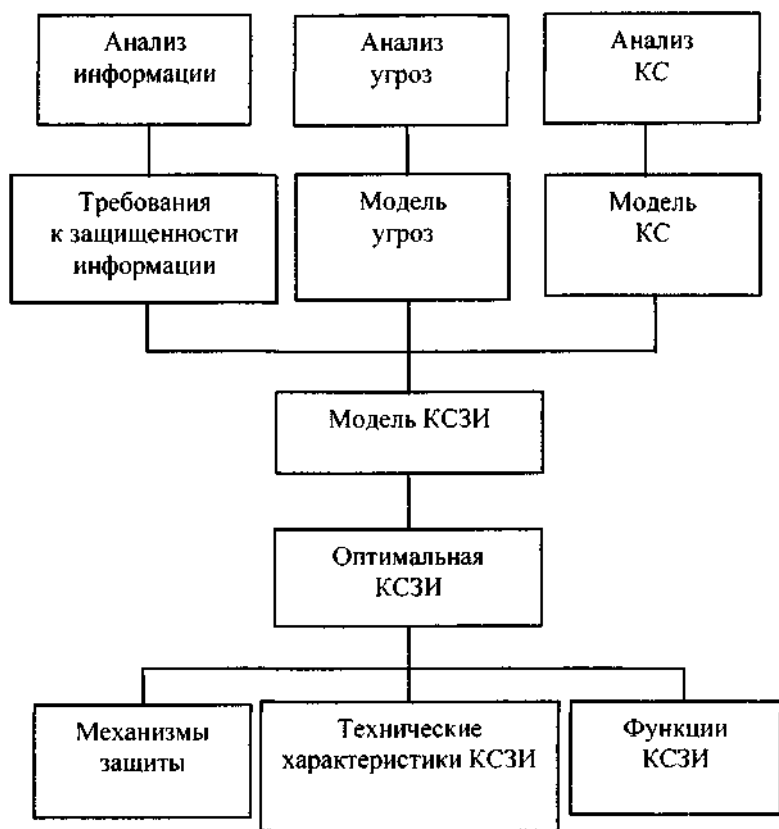 Анализ
информации
Анализ
угроз
Анализ
КС
Требования
к защищенности
информации
Модель
угроз
Модель
КС
Модель КСЗИ
Оптимальная
КСЗИ
Механизмы
защиты
Технические
характеристики КСЗИ
Функции
КСЗИ